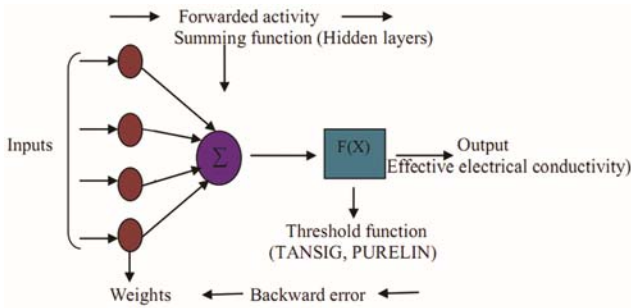 Forwarded activity
Summing function (Hidden layers)
Inputs
Σ
F(X)
Output
Effective electrical conductivity)
Threshold function
(TANSIG, PURELIN)
Weights
Backward error